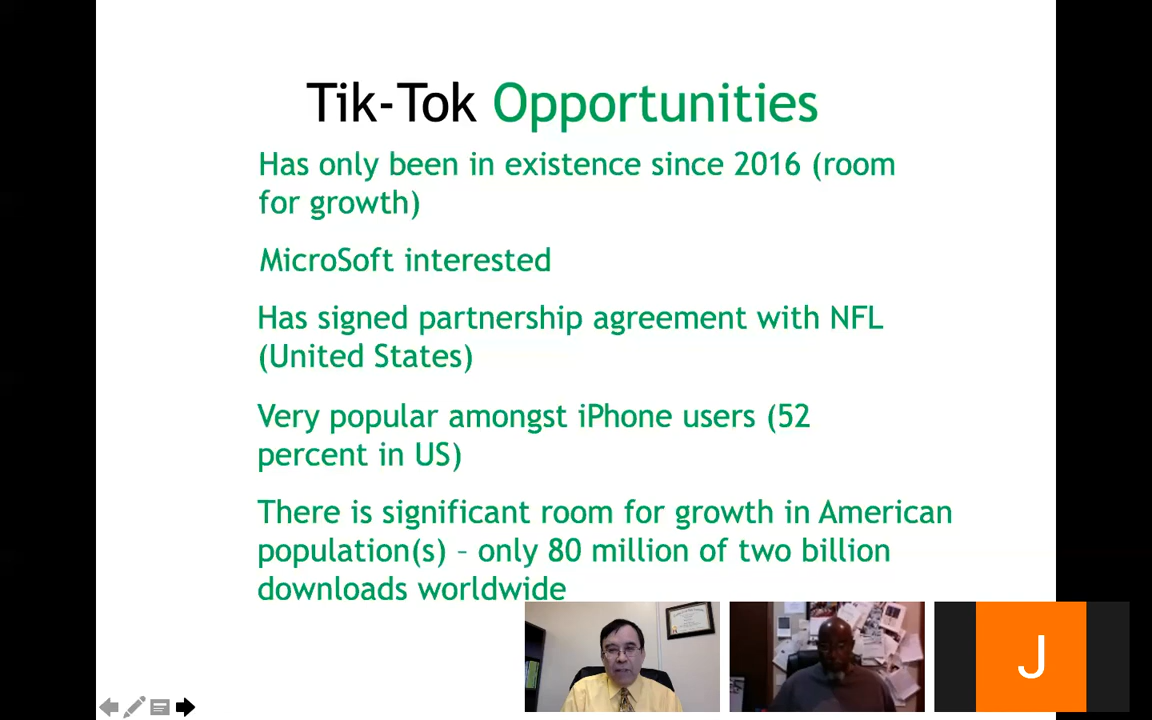 Tik-Tok Opportunities
Has only been in existence since 2016 (room
for growth)
MicroSoft interested
Has signed partnership agreement with NFL
(United States)
Very popular amongst iPhone users (52
percent in US)
There is significant room for growth in American
population(s) – only 80 million of two billion
downloads worldwide
J